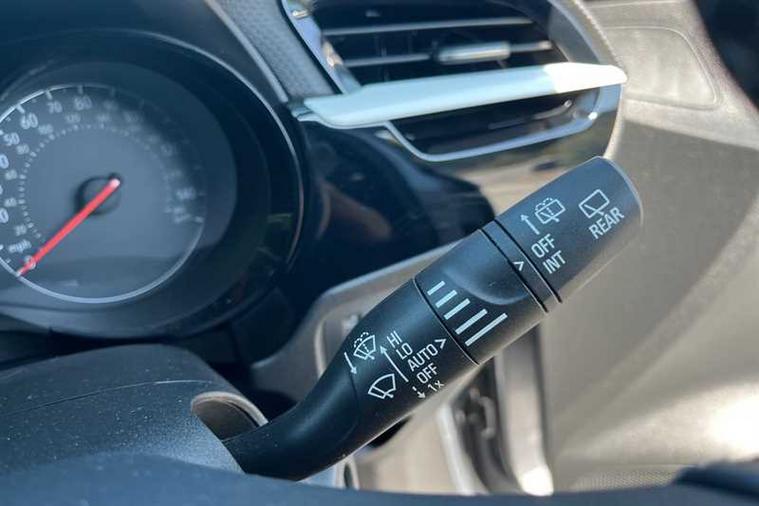 50
60
70
80
mph
OFF
INT
REAR
HI
LO
AUTO >
OFF
1x